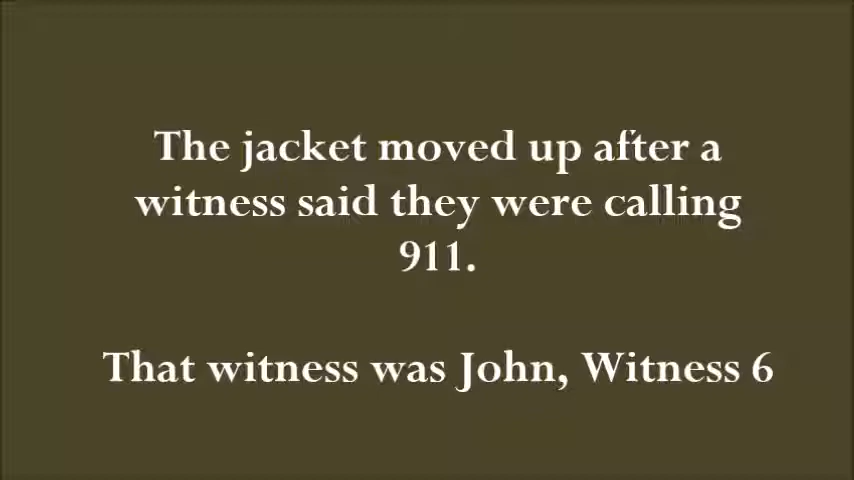 The jacket moved up after a
witness said they were calling
911.
That witness was John, Witness 6